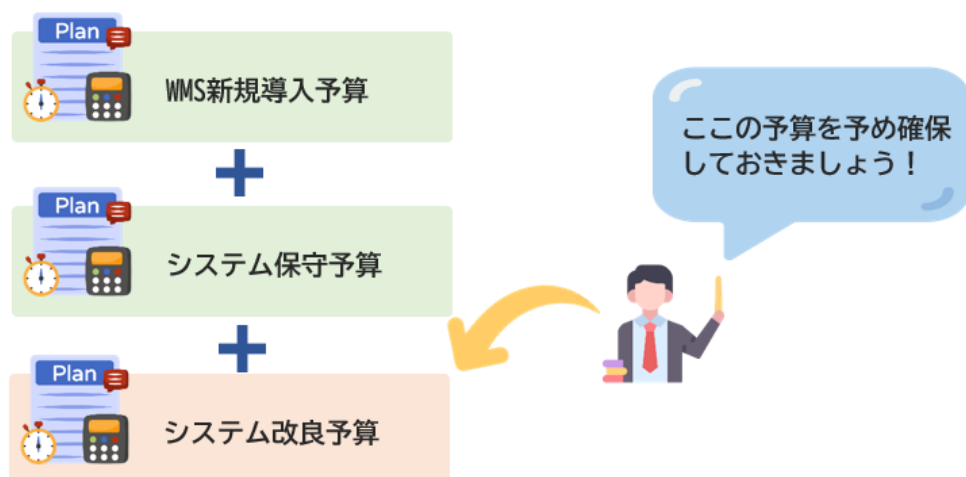 Plan
WMS新規導入予算
+
Plan
システム保守予算
+
Plan
システム改良予算
ここの予算を予め確保
しておきましょう！